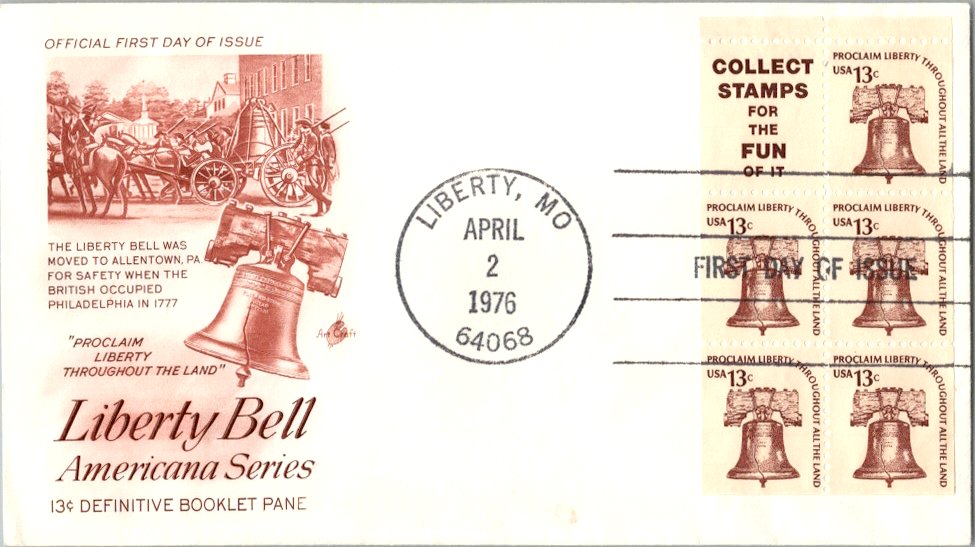 OFFICIAL FIRST DAY OF ISSUE
THE LIBERTY BELL WAS
MOVED TO ALLENTOWN, PA.
FOR SAFETY WHEN THE
BRITISH OCCUPIED
PHILADELPHIA IN 1777
"PROCLAIM
LIBERTY
THROUGHOUT THE LAND"
Art Craft
Liberty Bell
Americana Series
13¢ DEFINITIVE BOOKLET PANE
LIBERTY, MO
APRIL
2
1976
64068
COLLECT
STAMPS
FOR
THE
FUN
OF IT
PROCLAIM LIBERTY THROUGHOUT ALL THE LAND
USA 13c
PROCLAIM LIBERTY THROUGHOUT ALL THE LAND
USA 13c
PROCLAIM LIBERTY THROUGHOUT ALL THE LAND
USA 13c
FIRST DAY OF ISSUE
PROCLAIM LIBERTY THROUGHOUT ALL THE LAND
USA 13c
PROCLAIM LIBERTY THROUGHOUT ALL THE LAND
USA 13c